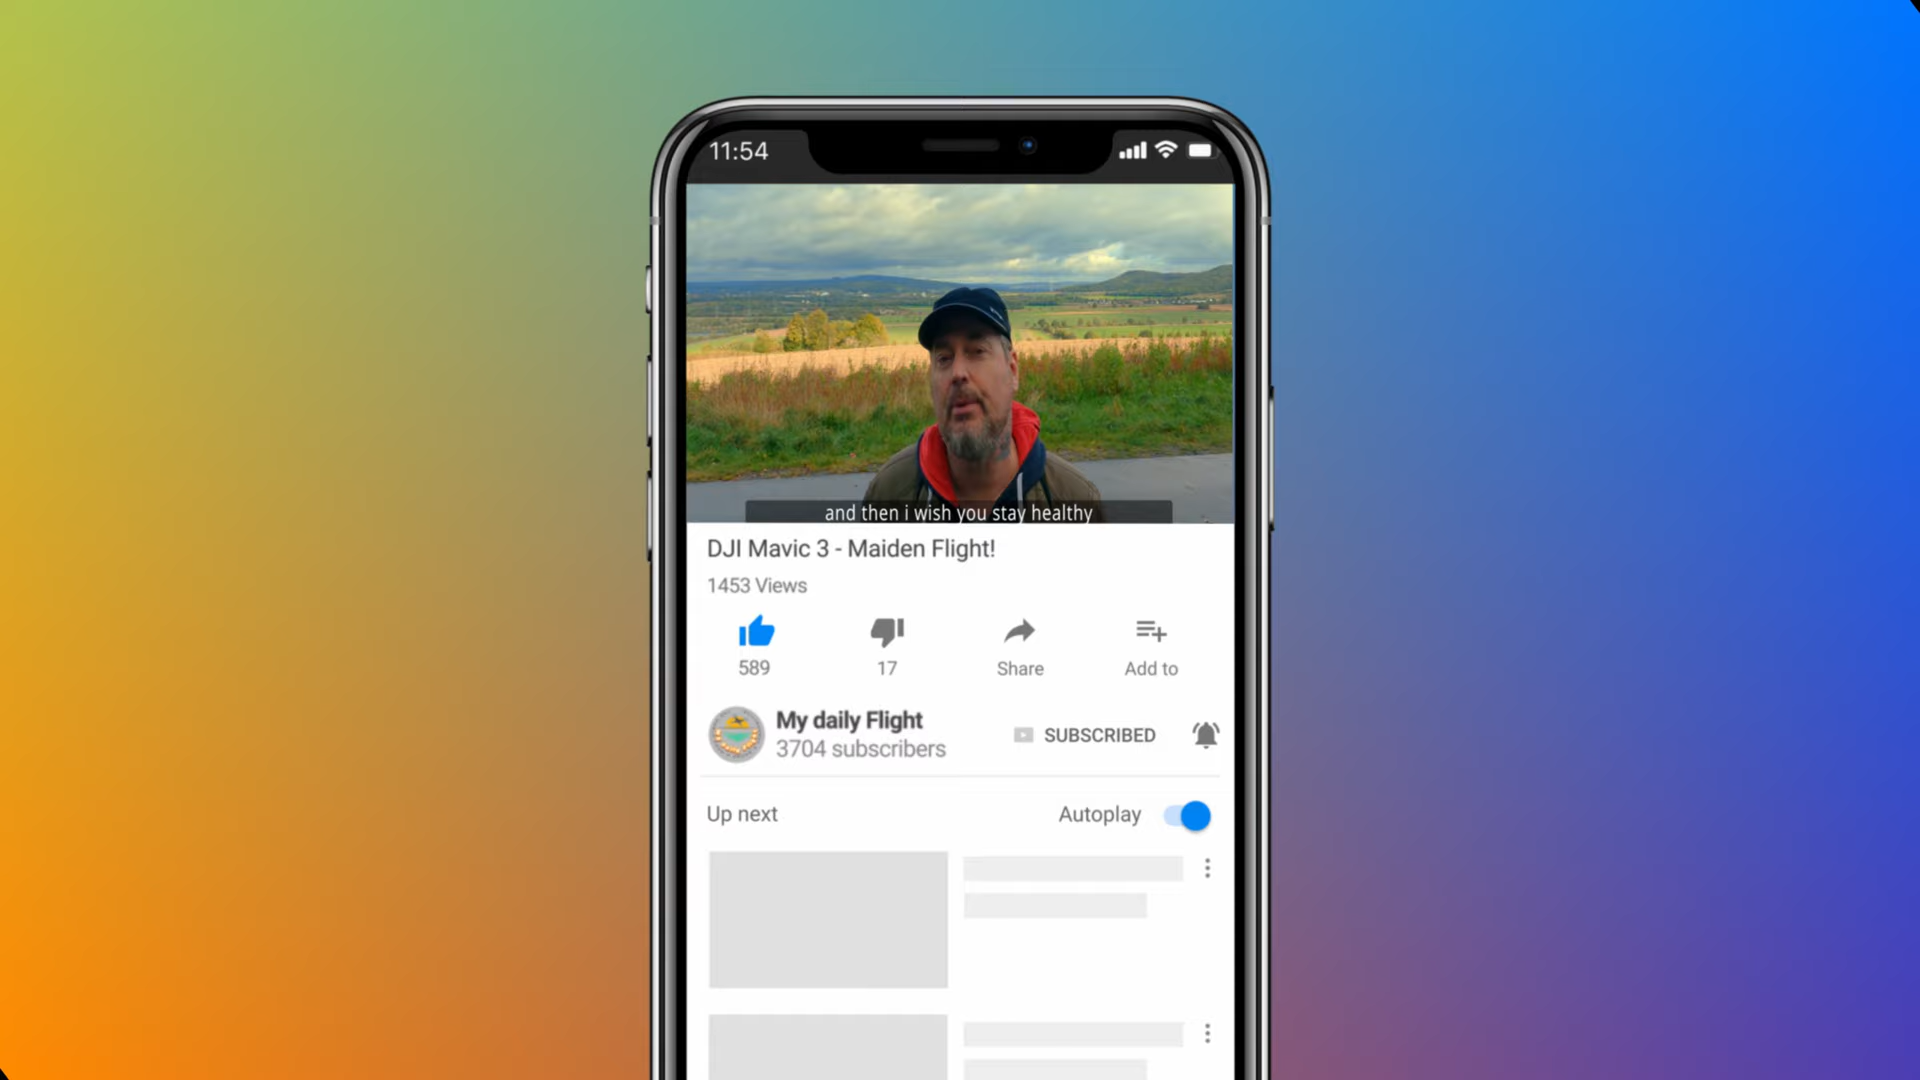 11:54
and then i wish you stay healthy
DJI Mavic 3 - Maiden Flight!
1453 Views
589
17
Share
Add to
My daily Flight
3704 subscribers
SUBSCRIBED
Up next
Autoplay